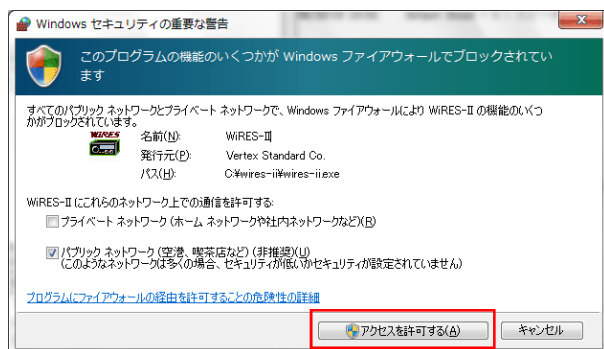 Windows セキュリティの重要な警告
このプログラムの機能のいくつかが Windows ファイアウォールでブロックされてい
ます
すべてのパブリック ネットワークとプライベート ネットワークで、Windows ファイアウォールにより WiRES-II の機能のいくつ
かがブロックされています。
WIRES
名前(N): WiRES-II
発行元(P): Vertex Standard Co.
パス(H): C:¥wires-ii¥wires-ii.exe
WiRES-II にこれらのネットワーク上での通信を許可する:
プライベート ネットワーク (ホーム ネットワークや社内ネットワークなど)(R)
パブリック ネットワーク (空港、喫茶店など) (非推奨)(U)
(このようなネットワークは多くの場合、セキュリティが低いかセキュリティが設定されていません)
プログラムにファイアウォールの経由を許可することの危険性の詳細
アクセスを許可する(A) キャンセル